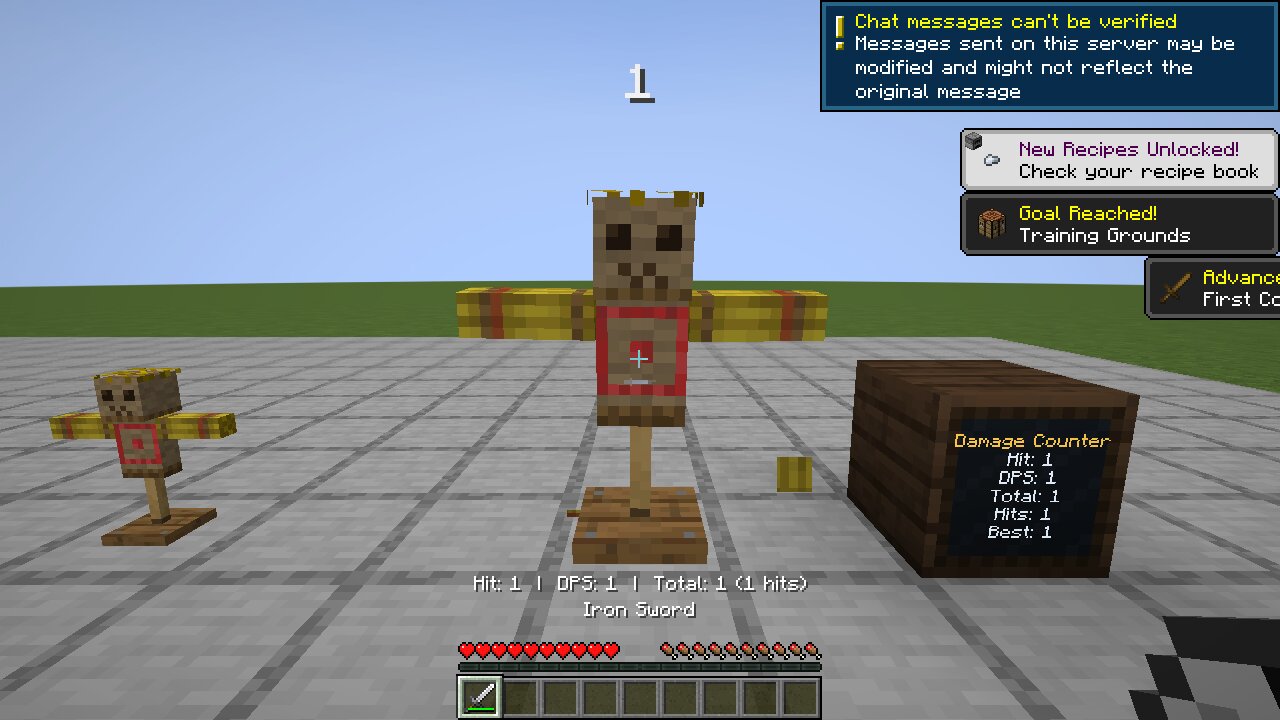 Chat messages can't be verified
Messages sent on this server may be
modified and might not reflect the
original message
1
New Recipes Unlocked!
Check your recipe book
Goal Reached!
Training Grounds
First
Damage Counter
Hit: 1
DPS: 1
Total: 1
Hits: 1
Best: 1
Hit: 1 | DPS: 1 | Total: 1 (1 hits)
Iron Sword